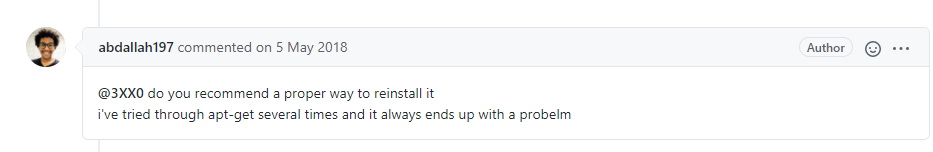 abdallah197 commented on 5 May 2018
Author
@3XX0 do you recommend a proper way to reinstall it
i've tried through apt-get several times and it always ends up with a probelm